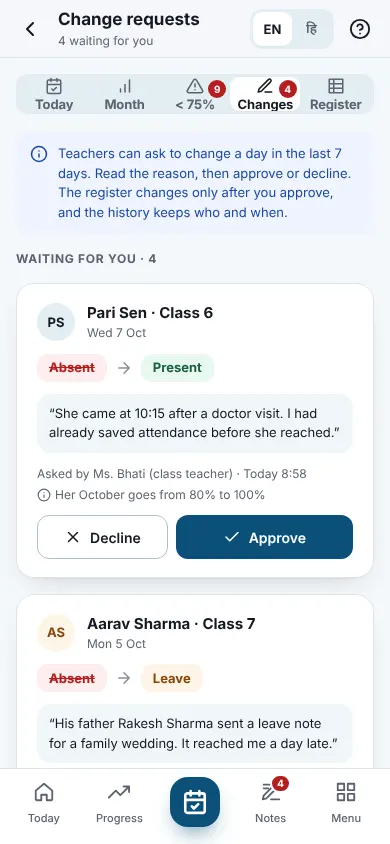 Change requests
4 waiting for you
EN
हि
Today
Month
9
< 75%
4
Changes
Register
Teachers can ask to change a day in the last 7
days. Read the reason, then approve or decline.
The register changes only after you approve,
and the history keeps who and when.
WAITING FOR YOU · 4
PS
Pari Sen · Class 6
Wed 7 Oct
Absent → Present
“She came at 10:15 after a doctor visit. I had
already saved attendance before she reached.”
Asked by Ms. Bhati (class teacher) · Today 8:58
Her October goes from 80% to 100%
Decline
Approve
AS
Aarav Sharma · Class 7
Mon 5 Oct
Absent → Leave
“His father Rakesh Sharma sent a leave note
for a family wedding. It reached me a day late.”
Today
Progress
4
Notes
Menu